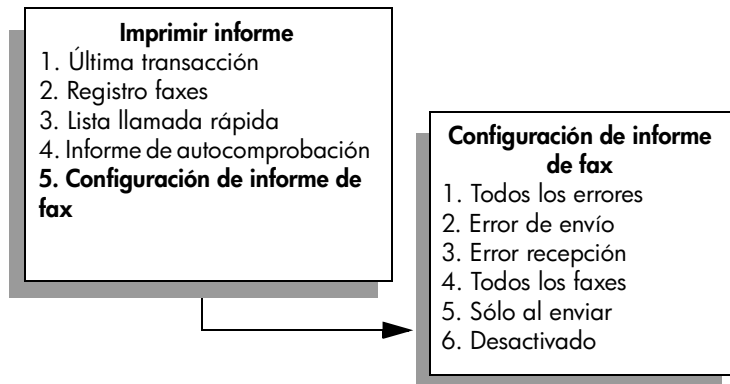 Imprimir informe
1. Última transacción
2. Registro faxes
3. Lista llamada rápida
4. Informe de autocomprobación
5. Configuración de informe de
fax
Configuración de informe
de fax
1. Todos los errores
2. Error de envío
3. Error recepción
4. Todos los faxes
5. Sólo al enviar
6. Desactivado